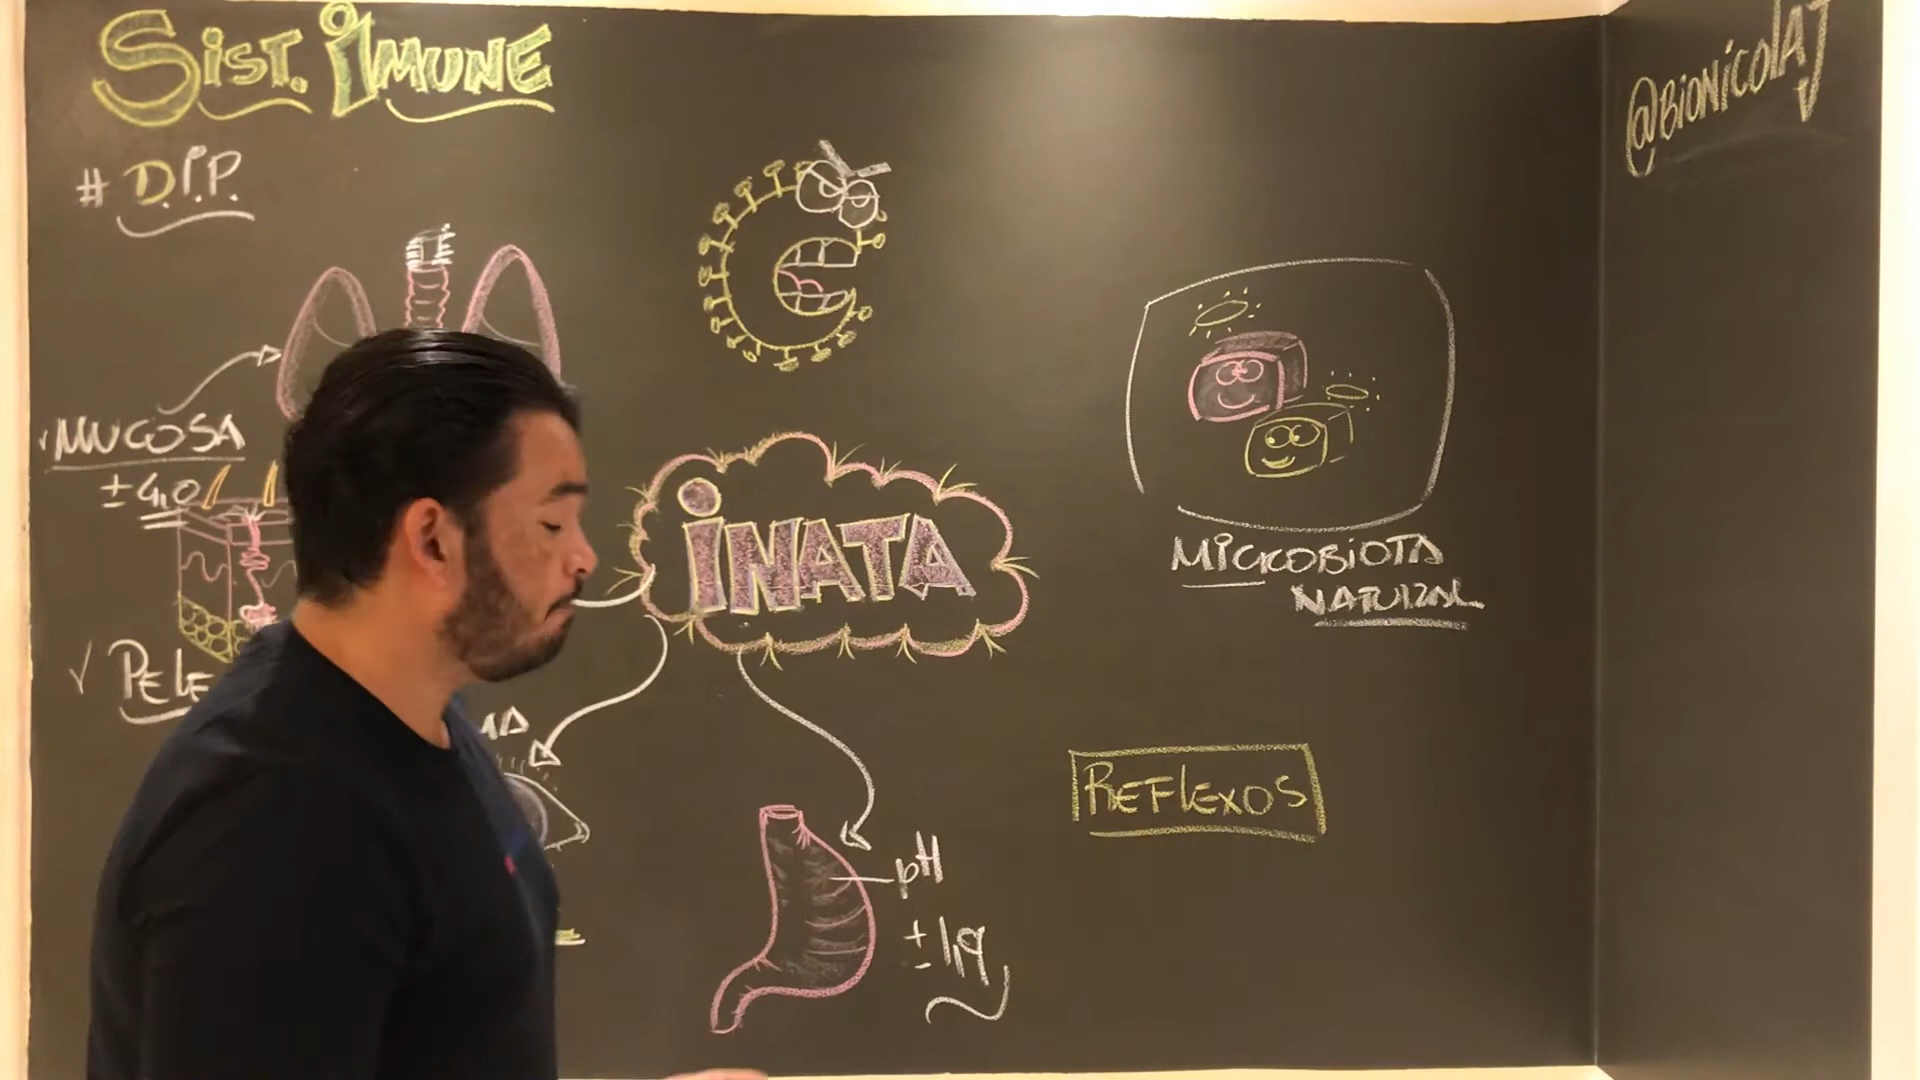 Sist. Imune
@BIONICOLAJ
# D.I.P.
MUCOSA
± 4,0
INATA
MICROBIOTA
NATURAL
✓ PELE
REFLEXOS
pH
± 1,9